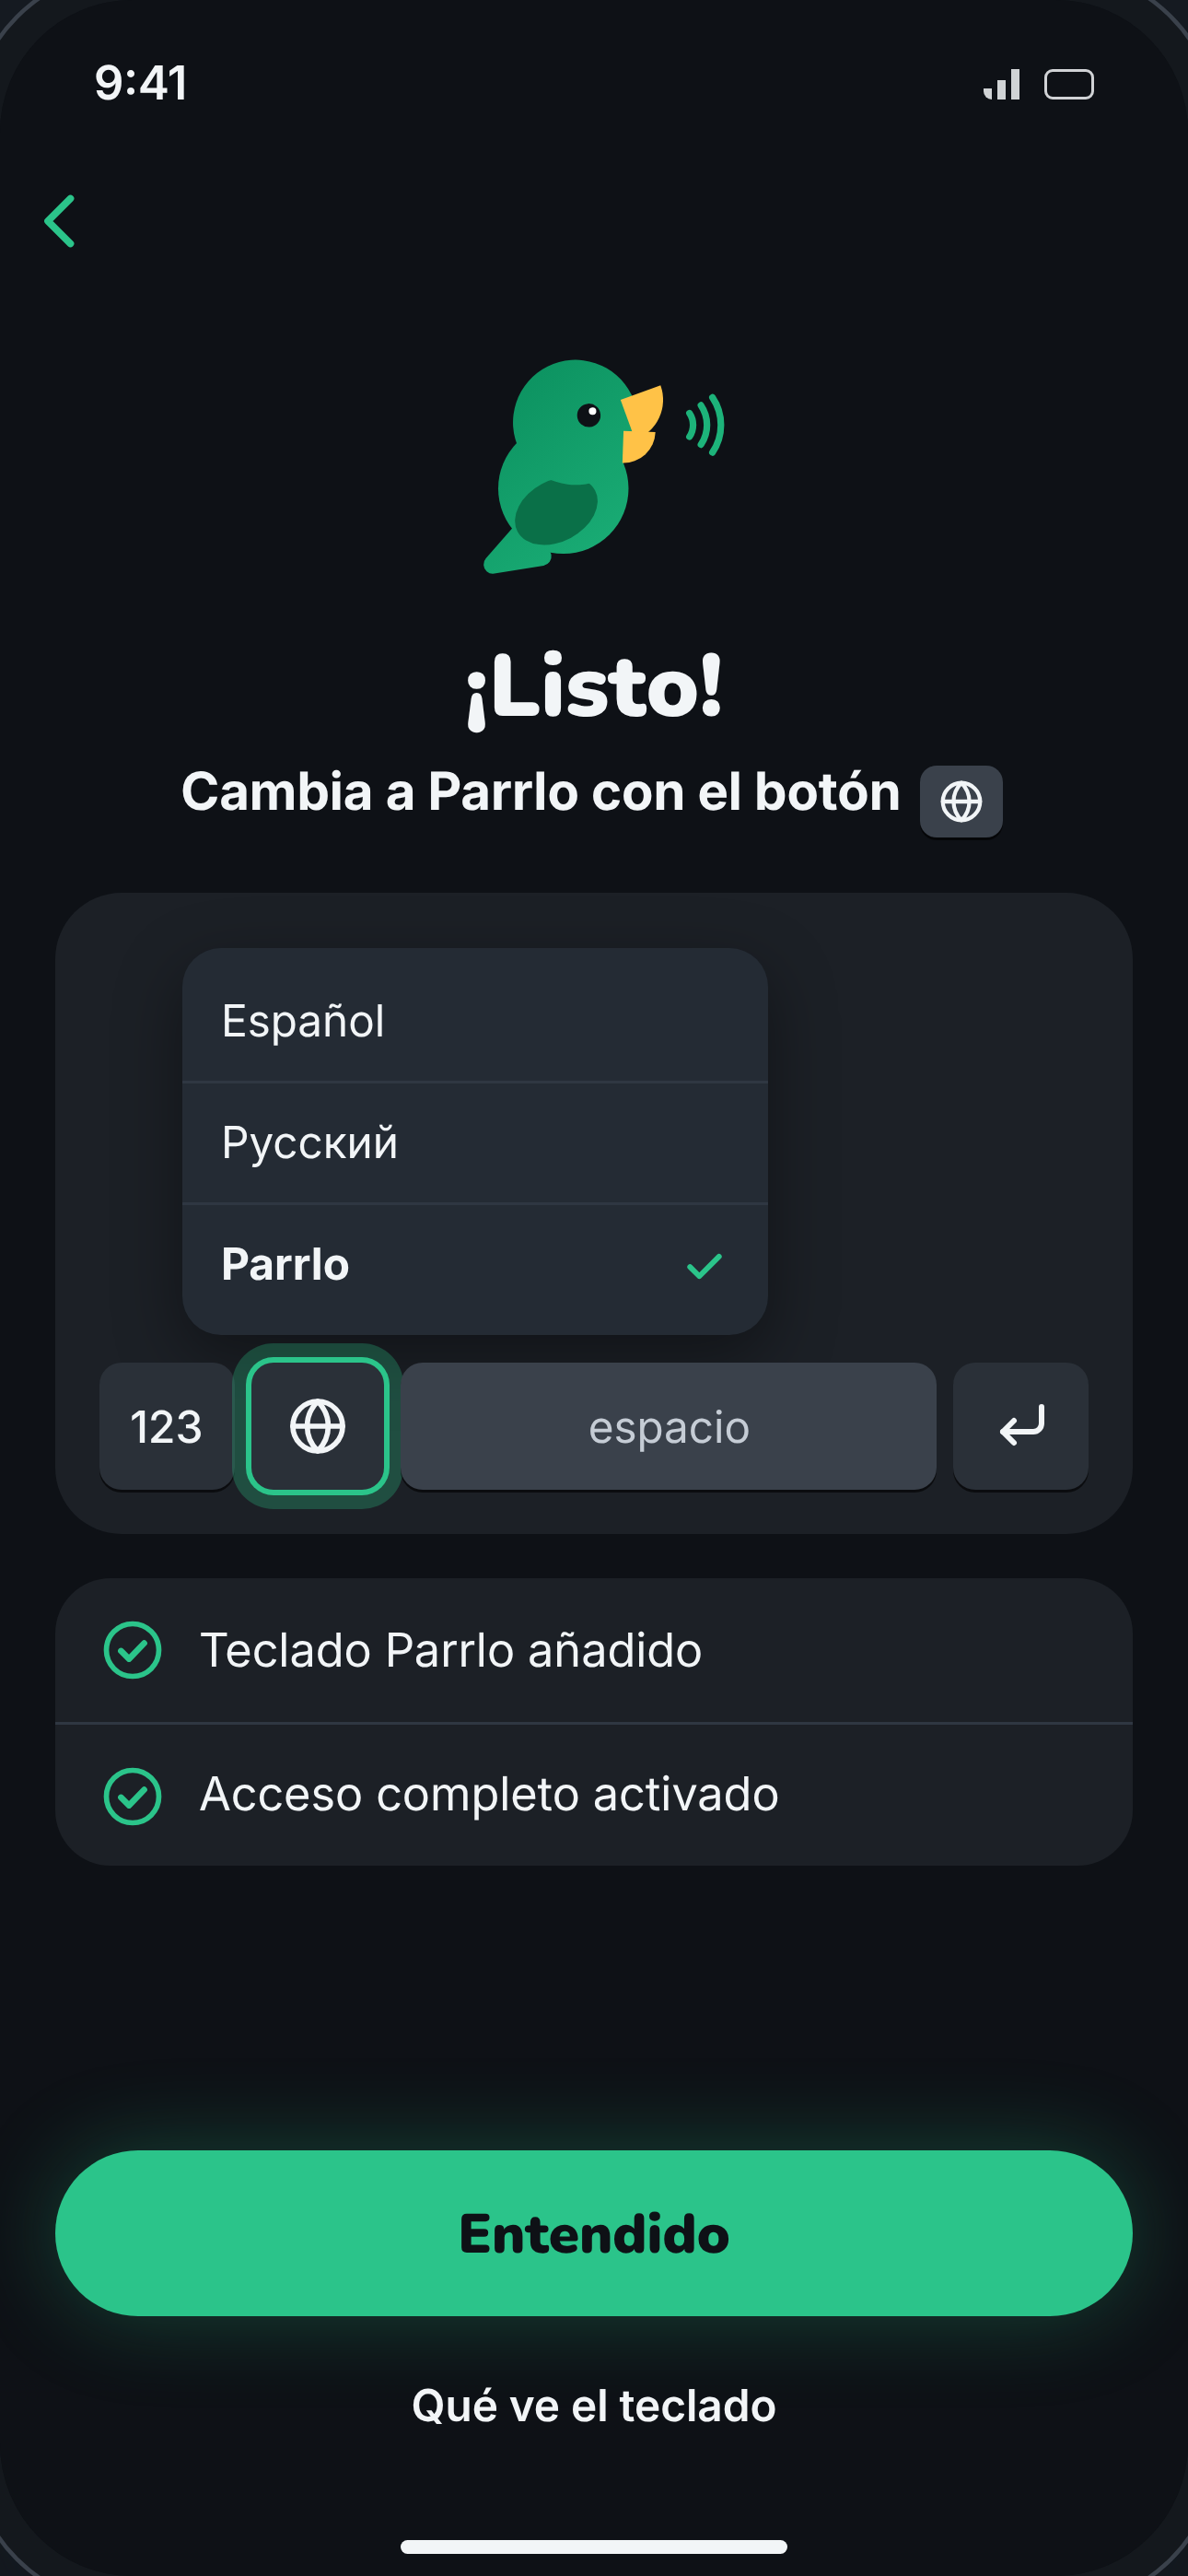 9:41
¡Listo!
Cambia a Parrlo con el botón
Español
Русский
Parrlo
123
espacio
Teclado Parrlo añadido
Acceso completo activado
Entendido
Qué ve el teclado